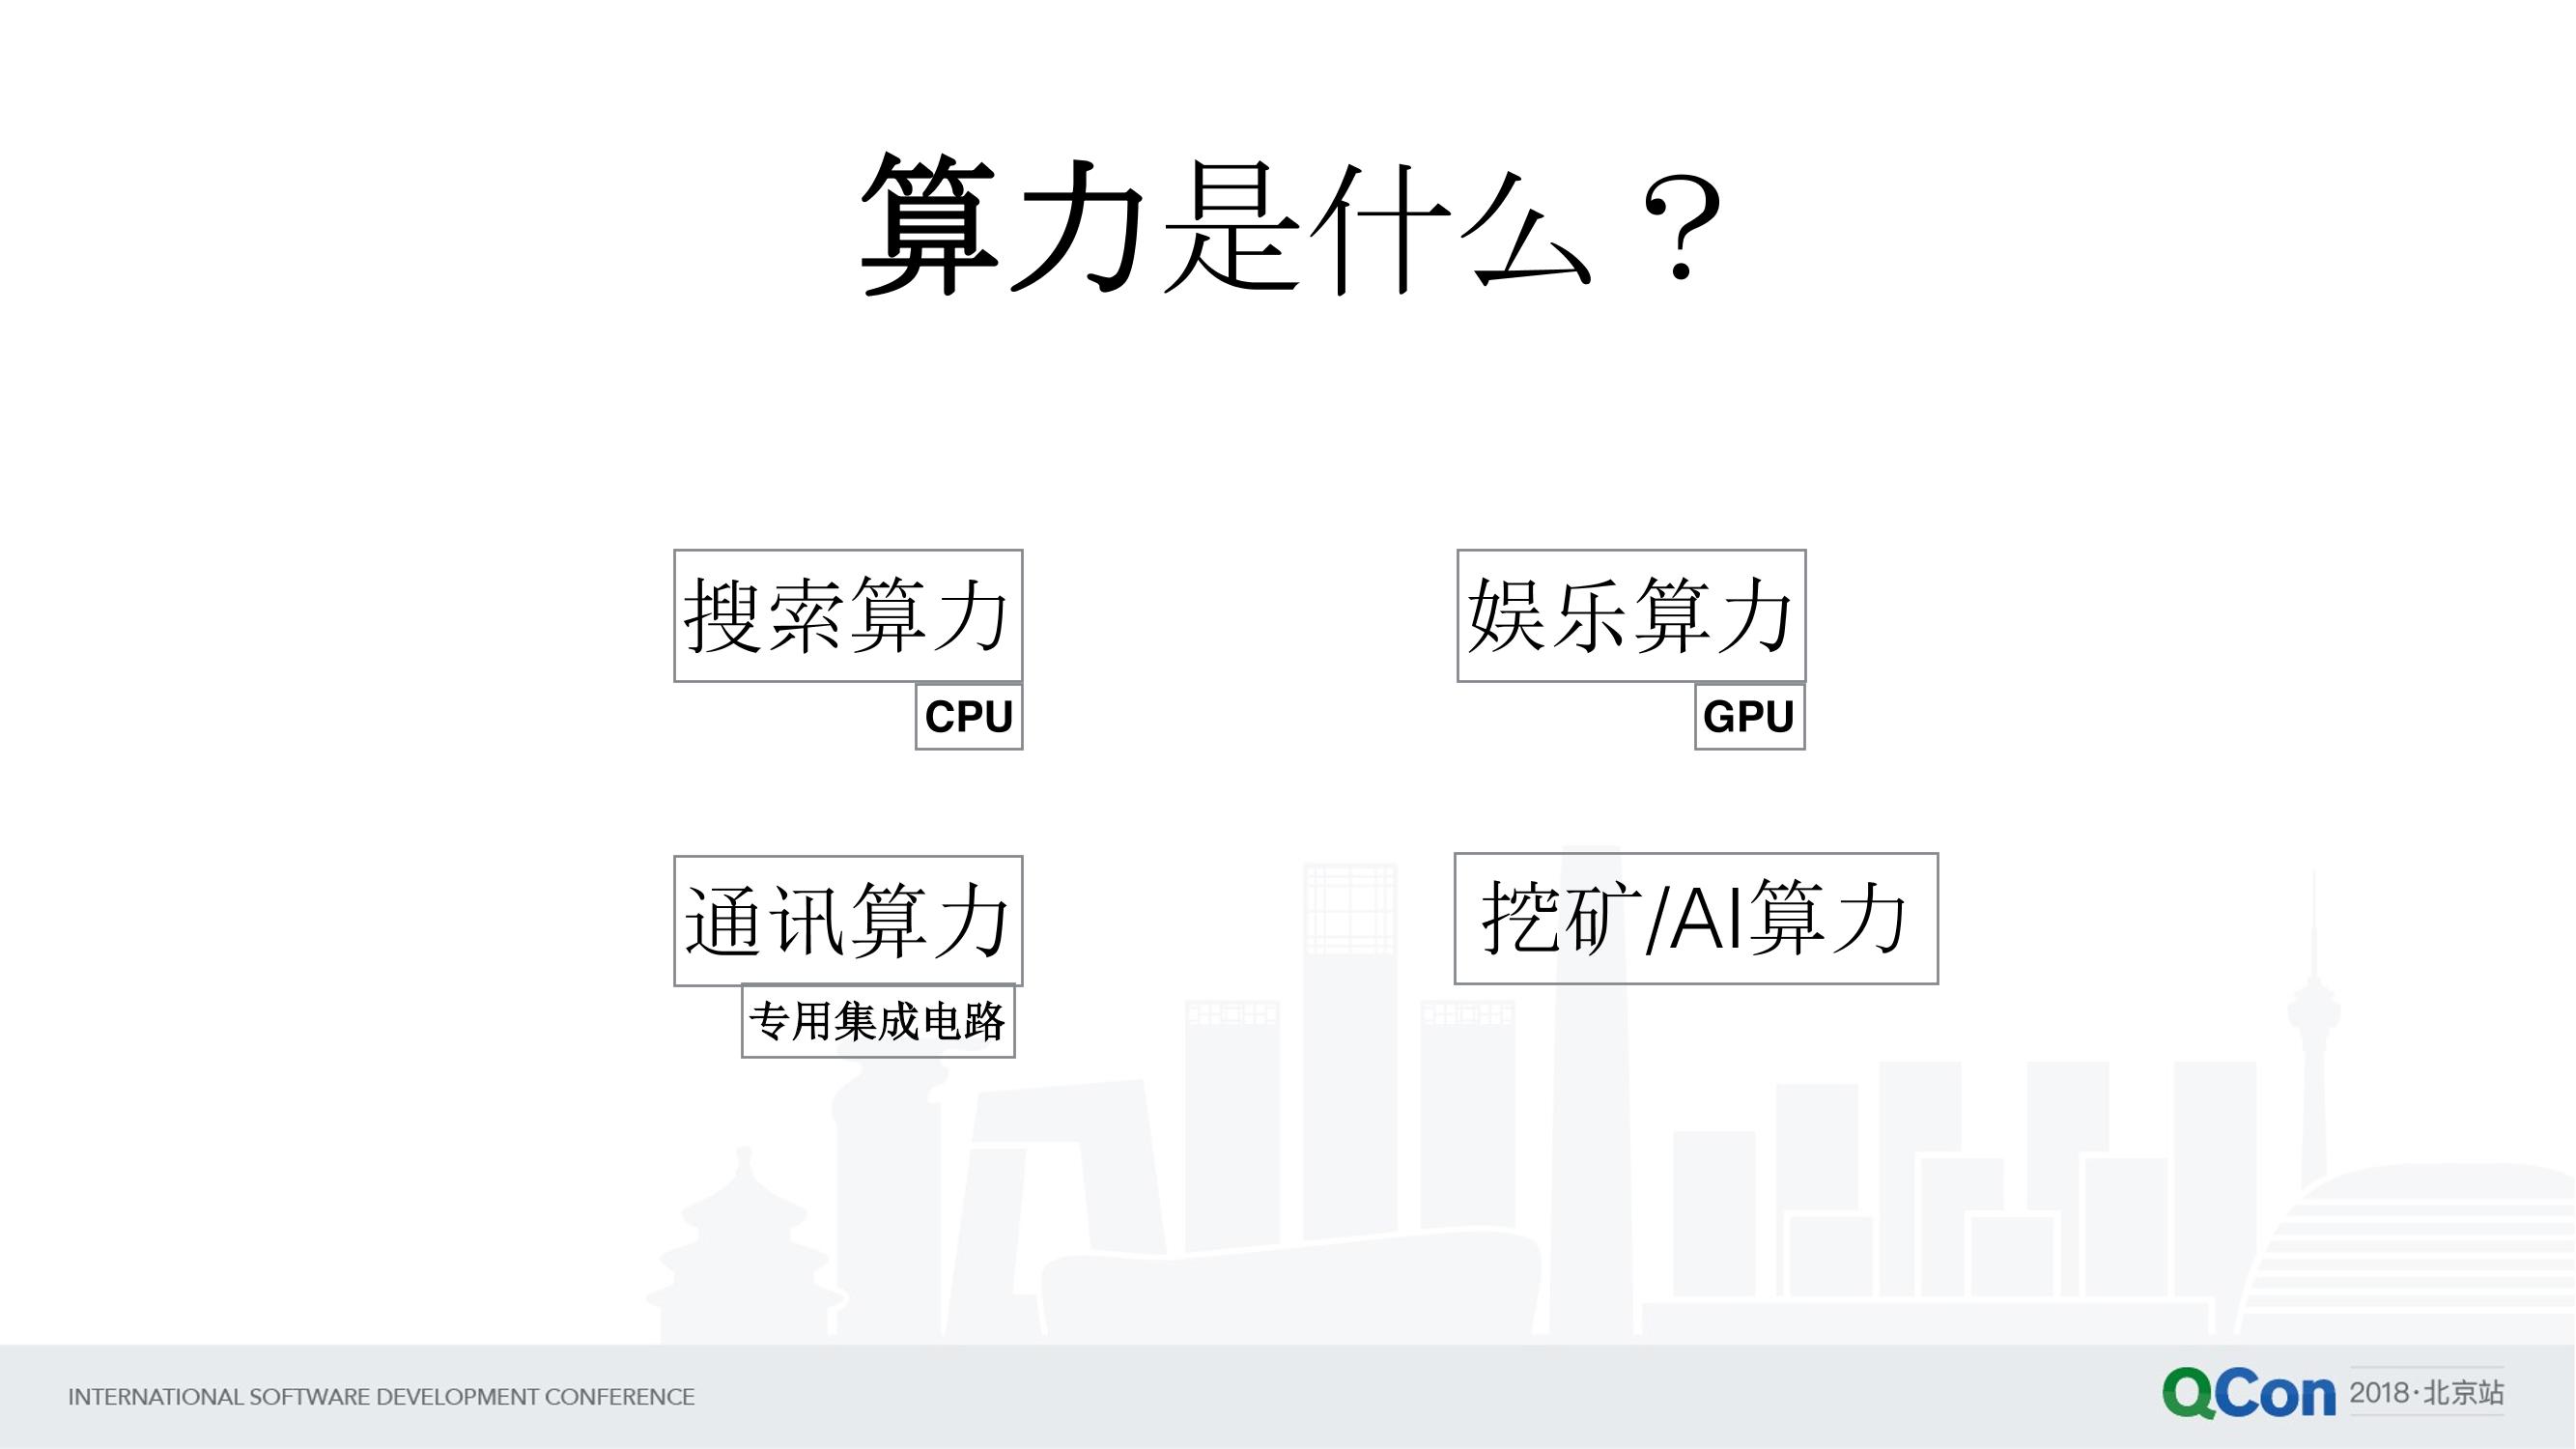 算力是什么？
搜索算力
CPU
娱乐算力
GPU
通讯算力
专用集成电路
挖矿/AI算力
INTERNATIONAL SOFTWARE DEVELOPMENT CONFERENCE
QCon 2018·北京站